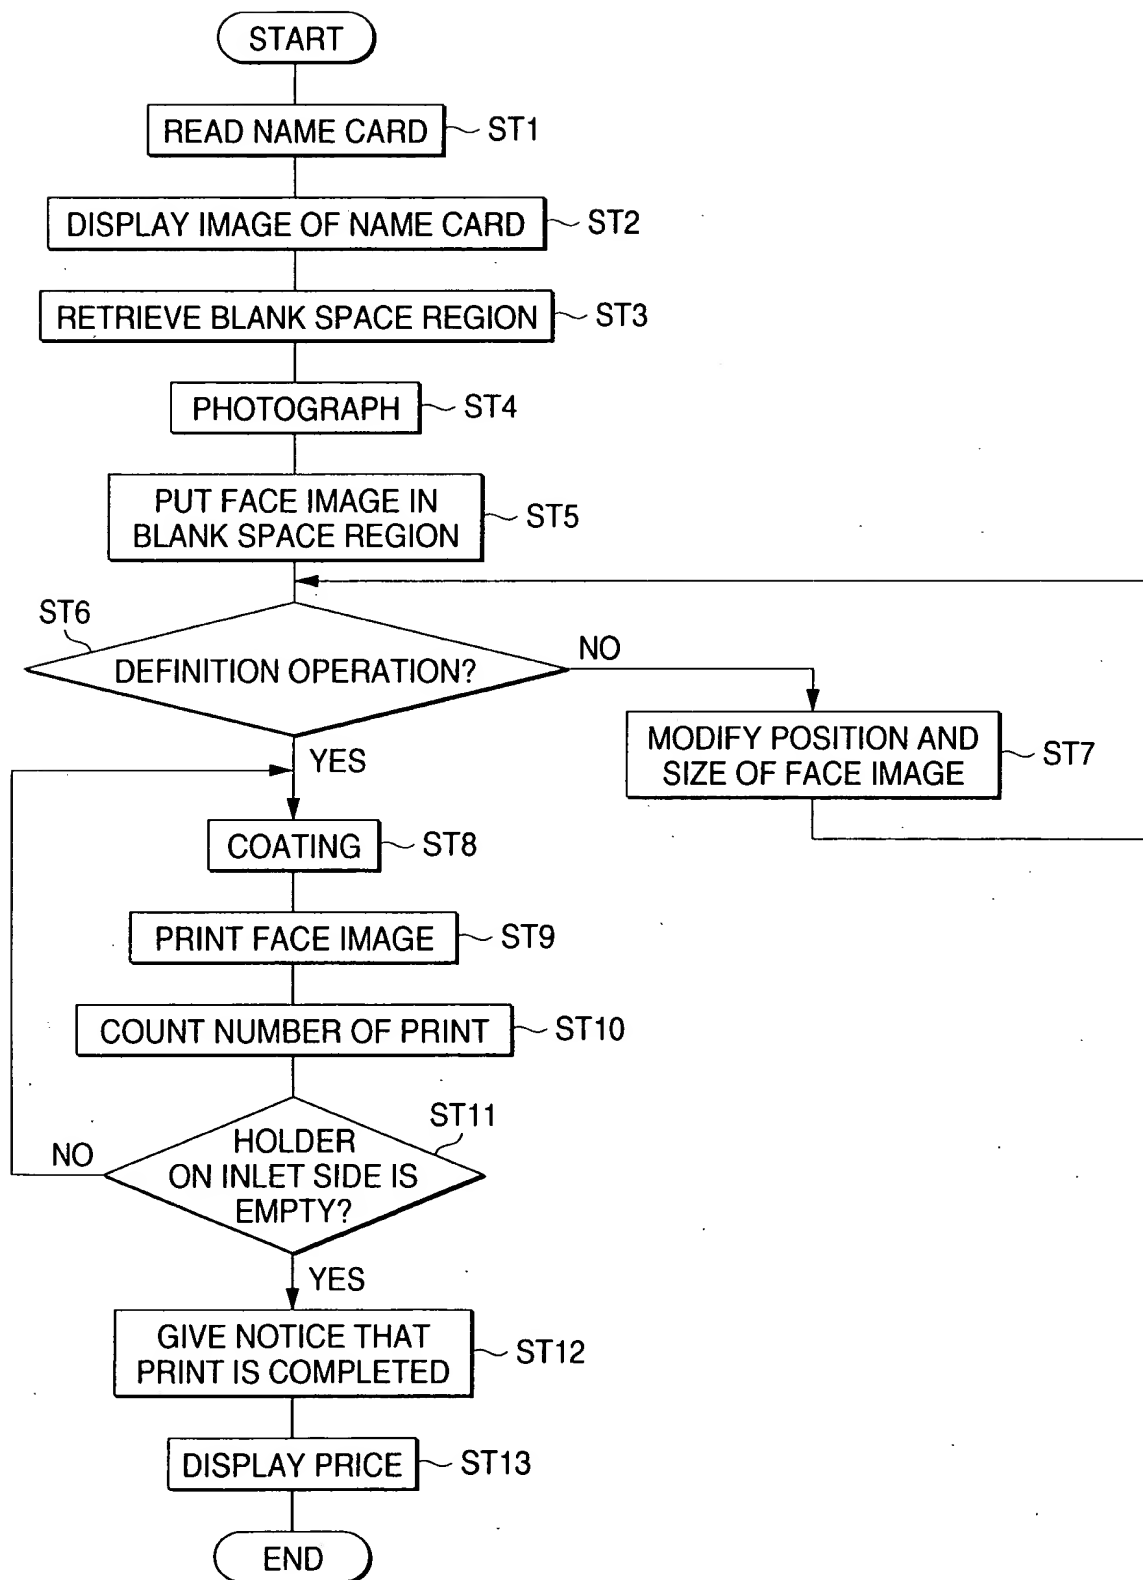 START
READ NAME CARD
ST1
DISPLAY IMAGE OF NAME CARD
ST2
RETRIEVE BLANK SPACE REGION
ST3
PHOTOGRAPH
ST4
PUT FACE IMAGE IN
BLANK SPACE REGION
ST5
ST6
DEFINITION OPERATION?
NO
YES
MODIFY POSITION AND
SIZE OF FACE IMAGE
ST7
COATING
ST8
PRINT FACE IMAGE
ST9
COUNT NUMBER OF PRINT
ST10
ST11
HOLDER
ON INLET SIDE IS
EMPTY?
NO
YES
GIVE NOTICE THAT
PRINT IS COMPLETED
ST12
DISPLAY PRICE
ST13
END